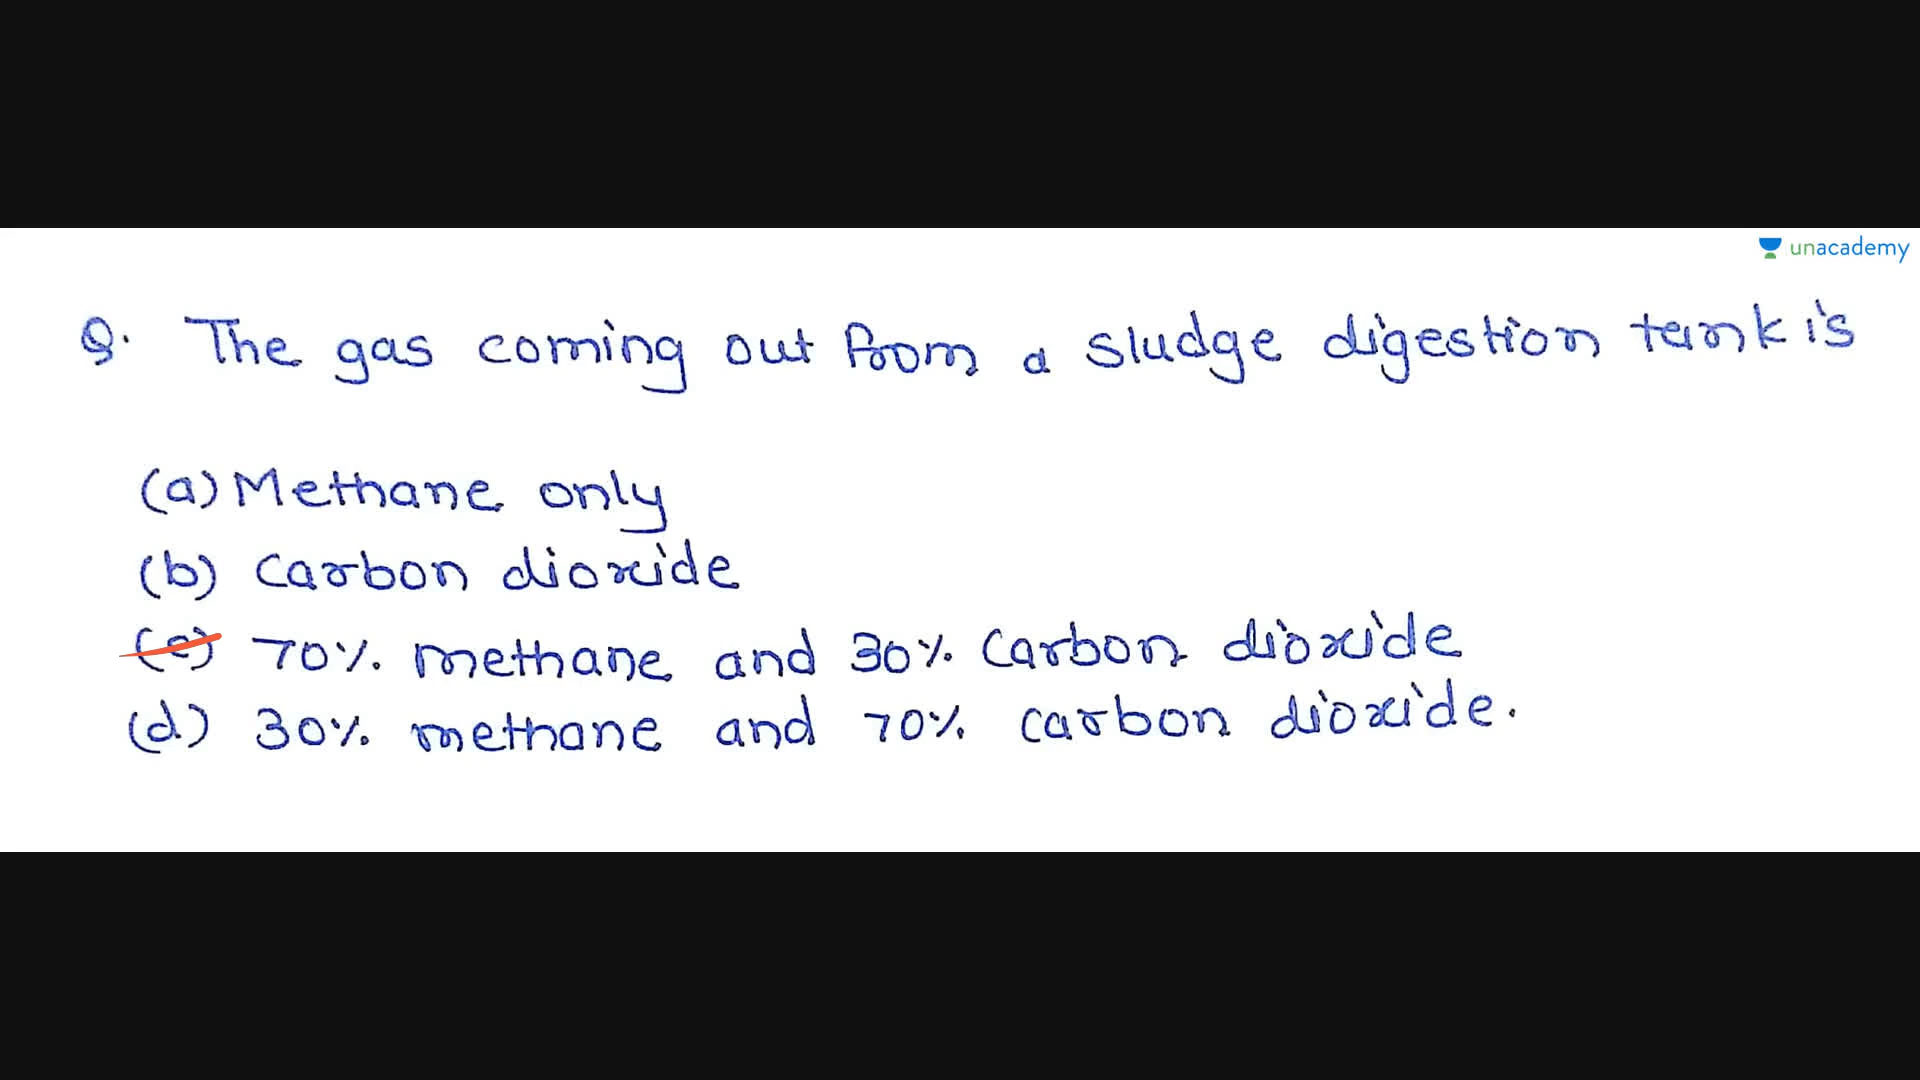 unacademy
Q. The gas coming out from a sludge digestion tank is
(a) Methane only
(b) Carbon dioxide
(c) 70% methane and 30% Carbon dioxide
(d) 30% methane and 70% carbon dioxide.